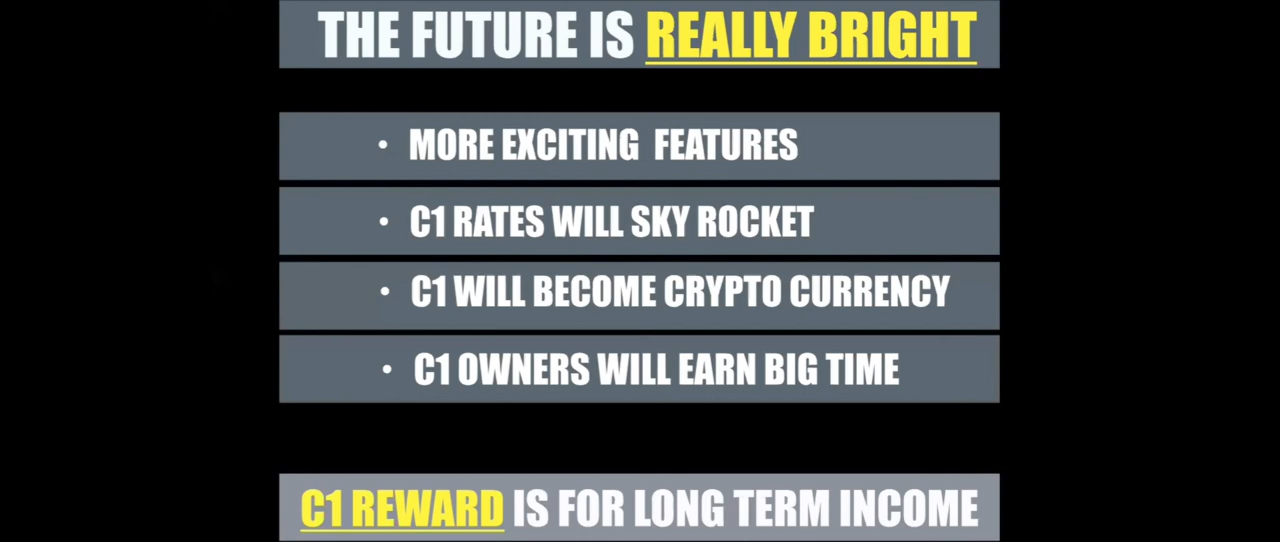 THE FUTURE IS REALLY BRIGHT
• MORE EXCITING FEATURES
• C1 RATES WILL SKY ROCKET
• C1 WILL BECOME CRYPTO CURRENCY
• C1 OWNERS WILL EARN BIG TIME
C1 REWARD IS FOR LONG TERM INCOME